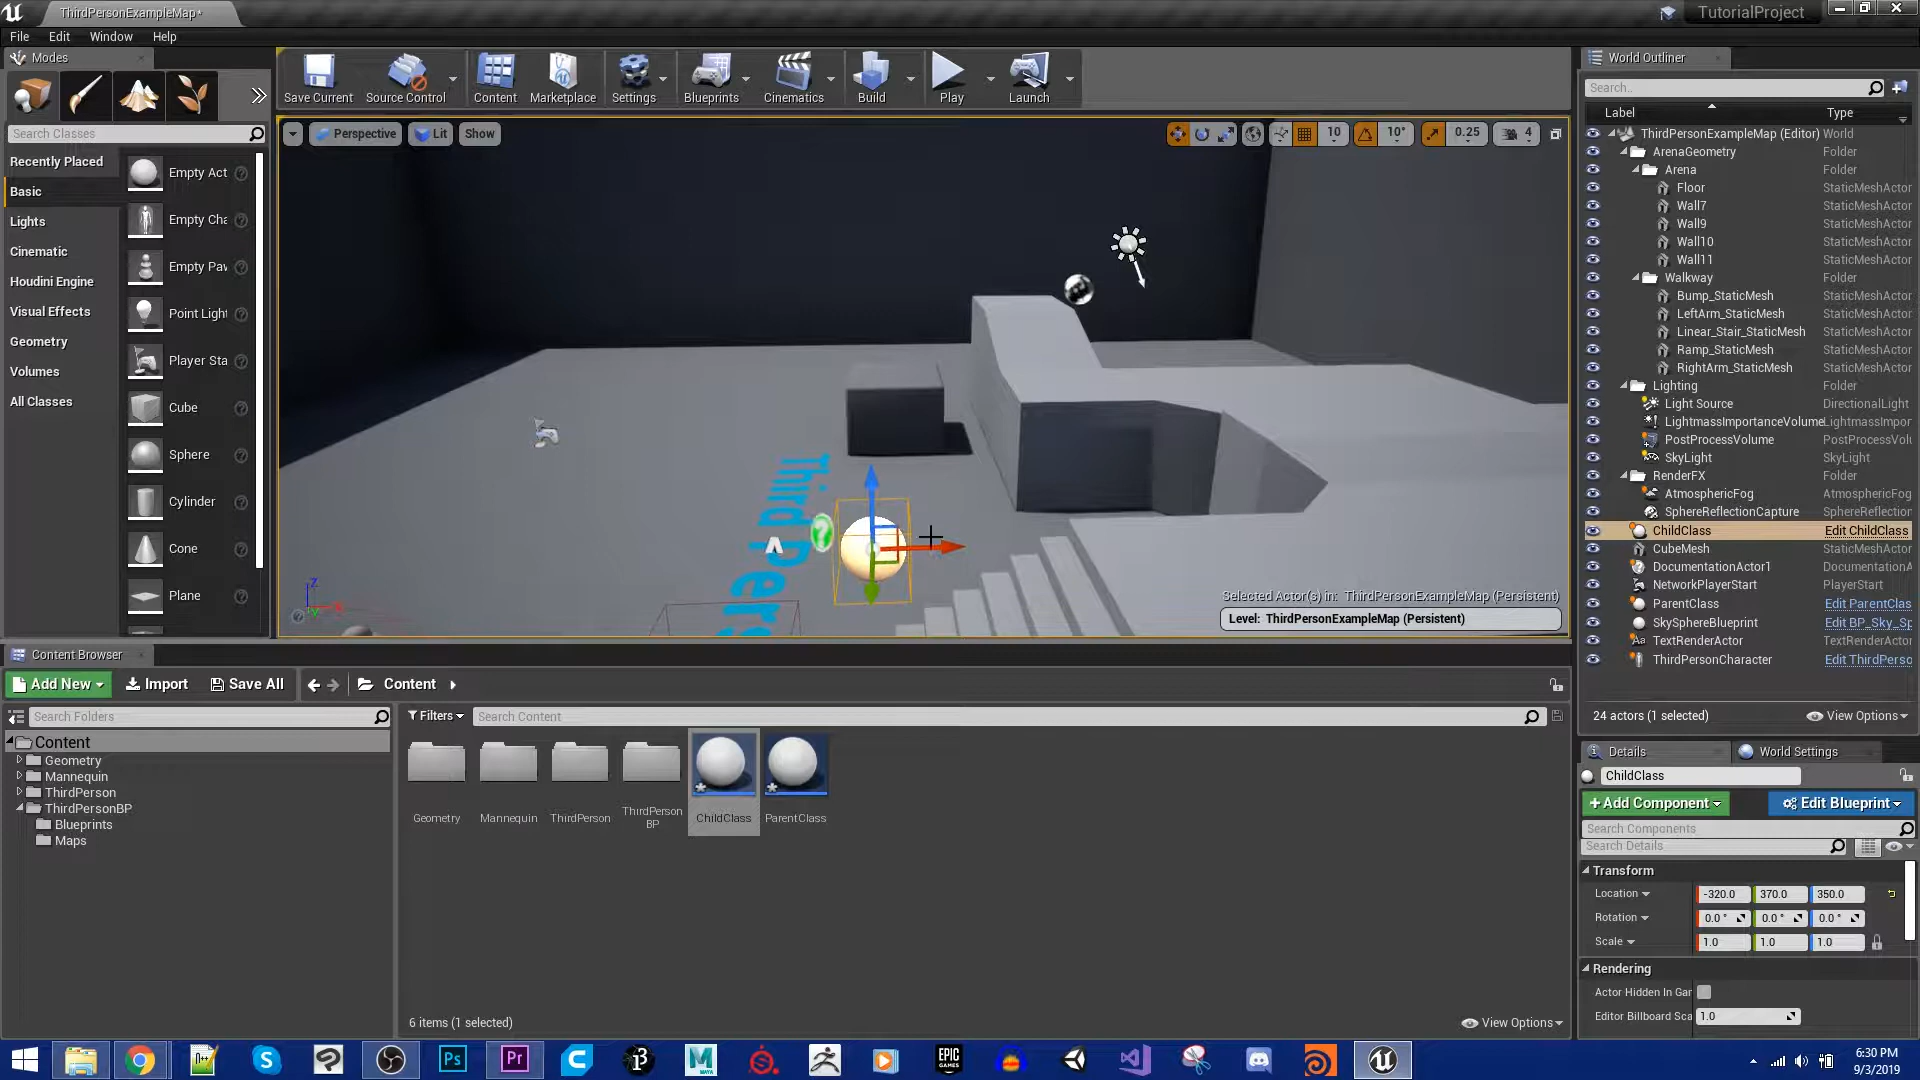 ThirdPersonExampleMap*
TutorialProject
File Edit Window Help
Modes
Search Classes
Recently Placed
Basic
Lights
Cinematic
Houdini Engine
Visual Effects
Geometry
Volumes
All Classes
Empty Act
Empty Cha
Empty Pav
Point Light
Player Sta
Cube
Sphere
Cylinder
Cone
Plane
Save Current Source Control Content Marketplace Settings Blueprints Cinematics Build Play Launch
Perspective Lit Show
10 10° 0.25 4
ThirdPers
Z
Selected Actor(s) in: ThirdPersonExampleMap (Persistent)
Level: ThirdPersonExampleMap (Persistent)
World Outliner
Search..
Label Type
ThirdPersonExampleMap (Editor) World
ArenaGeometry Folder
Arena Folder
Floor StaticMeshActor
Wall7 StaticMeshActor
Wall9 StaticMeshActor
Wall10 StaticMeshActor
Wall11 StaticMeshActor
Walkway Folder
Bump_StaticMesh StaticMeshActor
LeftArm_StaticMesh StaticMeshActor
Linear_Stair_StaticMesh StaticMeshActor
Ramp_StaticMesh StaticMeshActor
RightArm_StaticMesh StaticMeshActor
Lighting Folder
Light Source DirectionalLight
LightmassImportanceVolume LightmassImpor
PostProcessVolume PostProcessVolu
SkyLight SkyLight
RenderFX Folder
AtmosphericFog AtmosphericFog
SphereReflectionCapture SphereReflection
ChildClass Edit ChildClass
CubeMesh StaticMeshActor
DocumentationActor1 DocumentationA
NetworkPlayerStart PlayerStart
ParentClass Edit ParentClas
SkySphereBlueprint Edit BP_Sky_Sp
TextRenderActor TextRenderActor
ThirdPersonCharacter Edit ThirdPerso
24 actors (1 selected) View Options
Details World Settings
ChildClass
+Add Component Edit Blueprint
Search Components
Search Details
Transform
Location -320.0 370.0 350.0
Rotation 0.0 ° 0.0 ° 0.0 °
Scale 1.0 1.0 1.0
Rendering
Actor Hidden In Gar
Editor Billboard Sca 1.0
Content Browser
Add New Import Save All Content
Search Folders
Content
Geometry
Mannequin
ThirdPerson
ThirdPersonBP
Blueprints
Maps
Filters Search Content
Geometry Mannequin ThirdPerson ThirdPerson BP ChildClass ParentClass
6 items (1 selected) View Options
Ps Pr MAYA EPIC GAMES
6:30 PM
9/3/2019